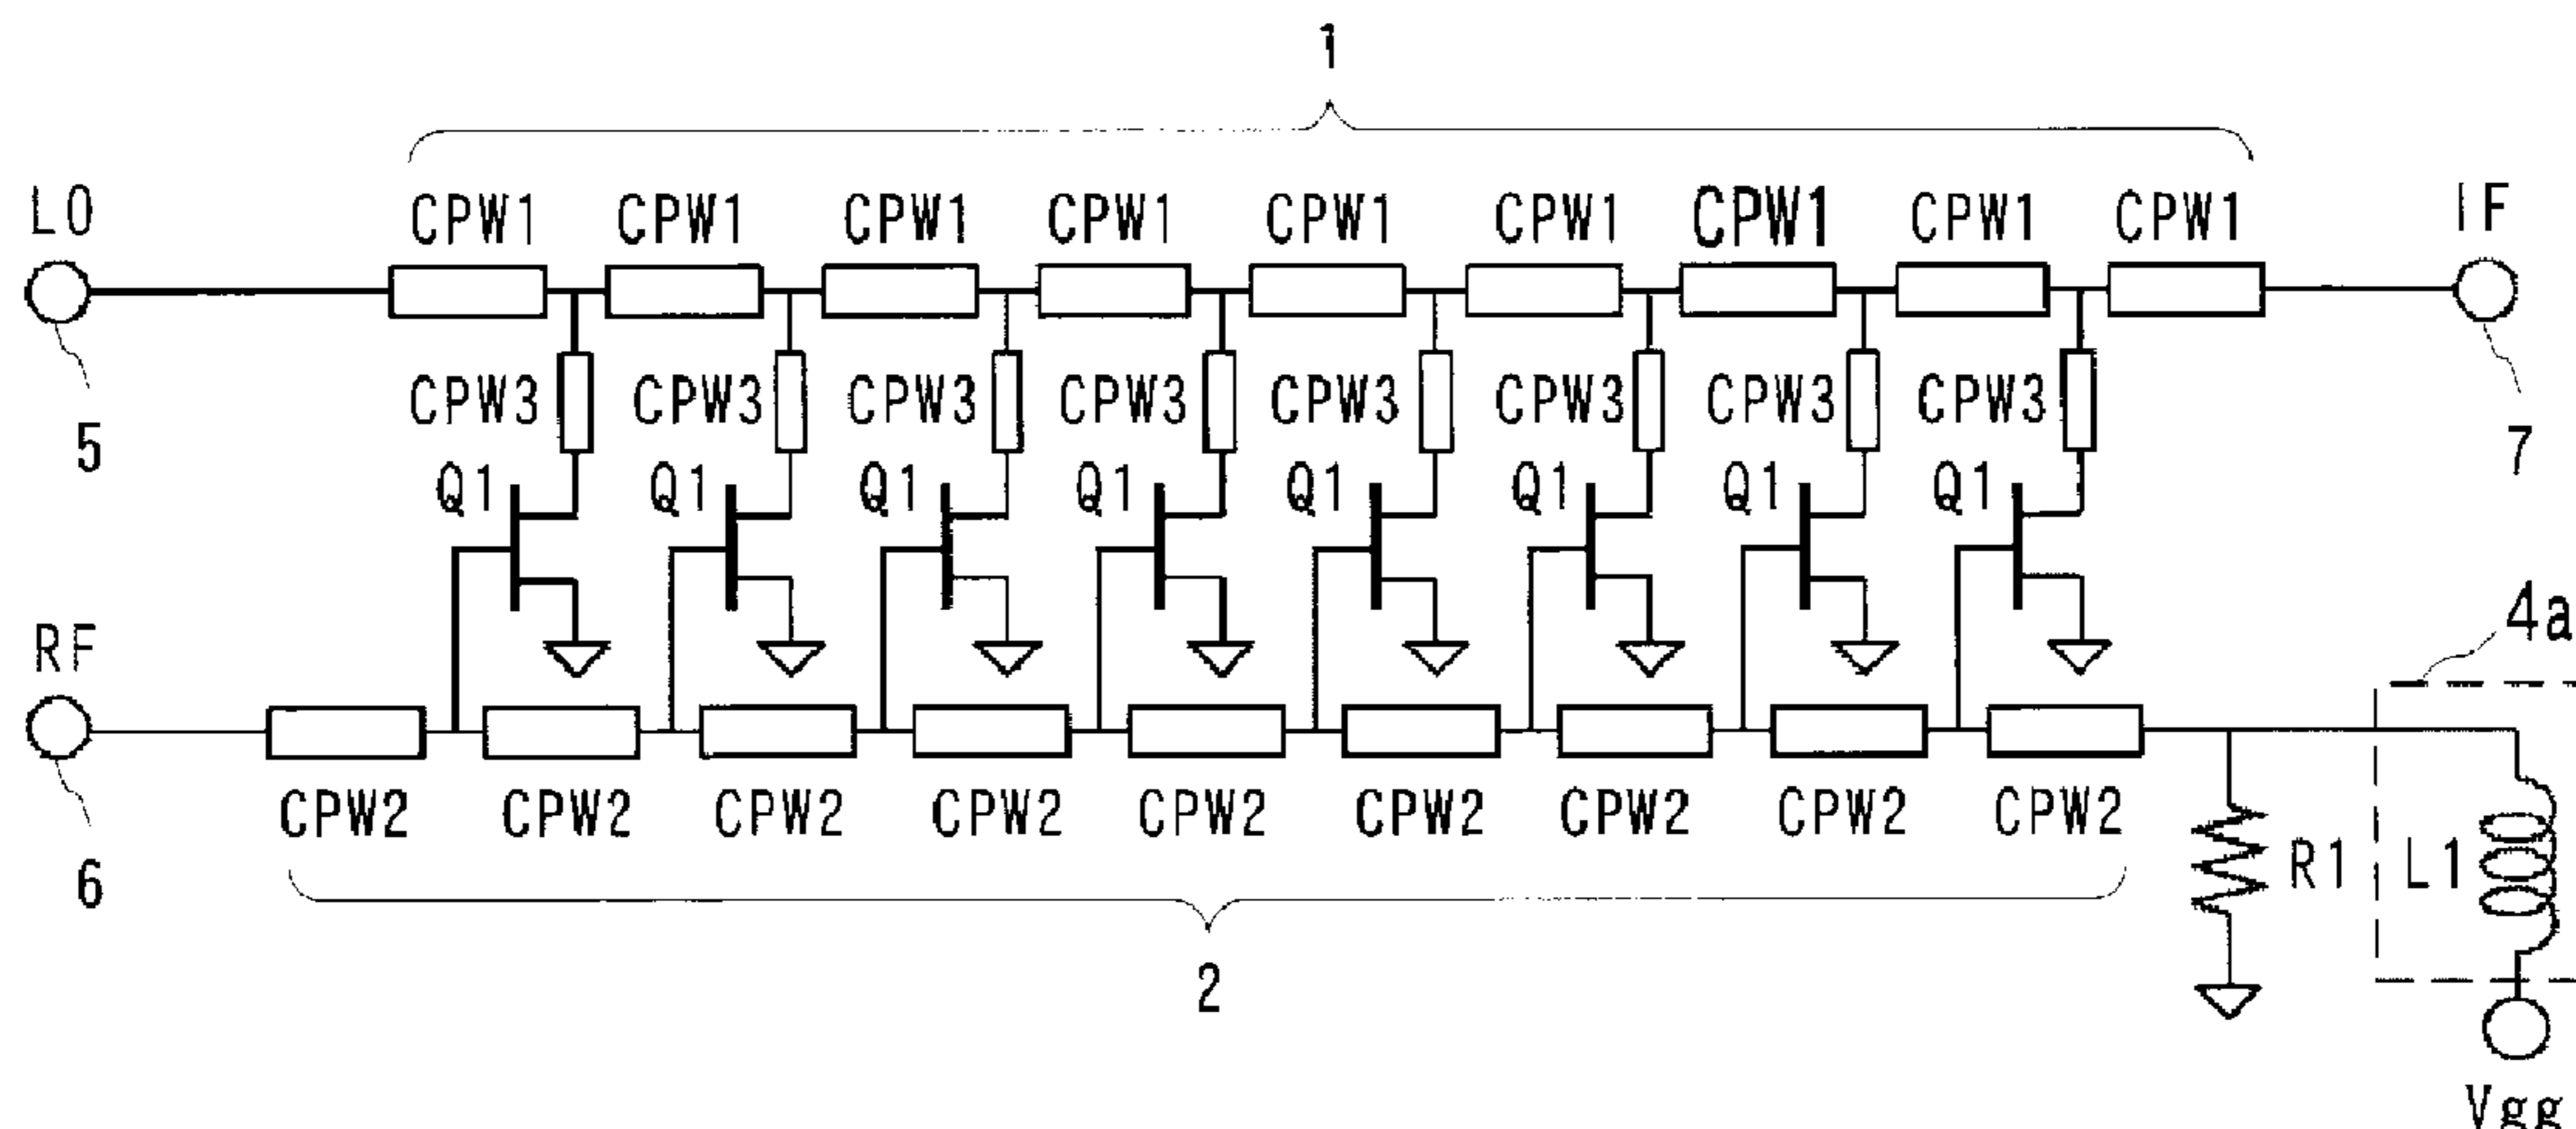 1
LO CPW1 CPW1 CPW1 CPW1 CPW1 CPW1 CPW1 CPW1 CPW1 IF
CPW3 CPW3 CPW3 CPW3 CPW3 CPW3 CPW3 CPW3
5 7
Q1 Q1 Q1 Q1 Q1 Q1 Q1 Q1
RF 4a
CPW2 CPW2 CPW2 CPW2 CPW2 CPW2 CPW2 CPW2 CPW2
6 R1 L1
2
Vgg